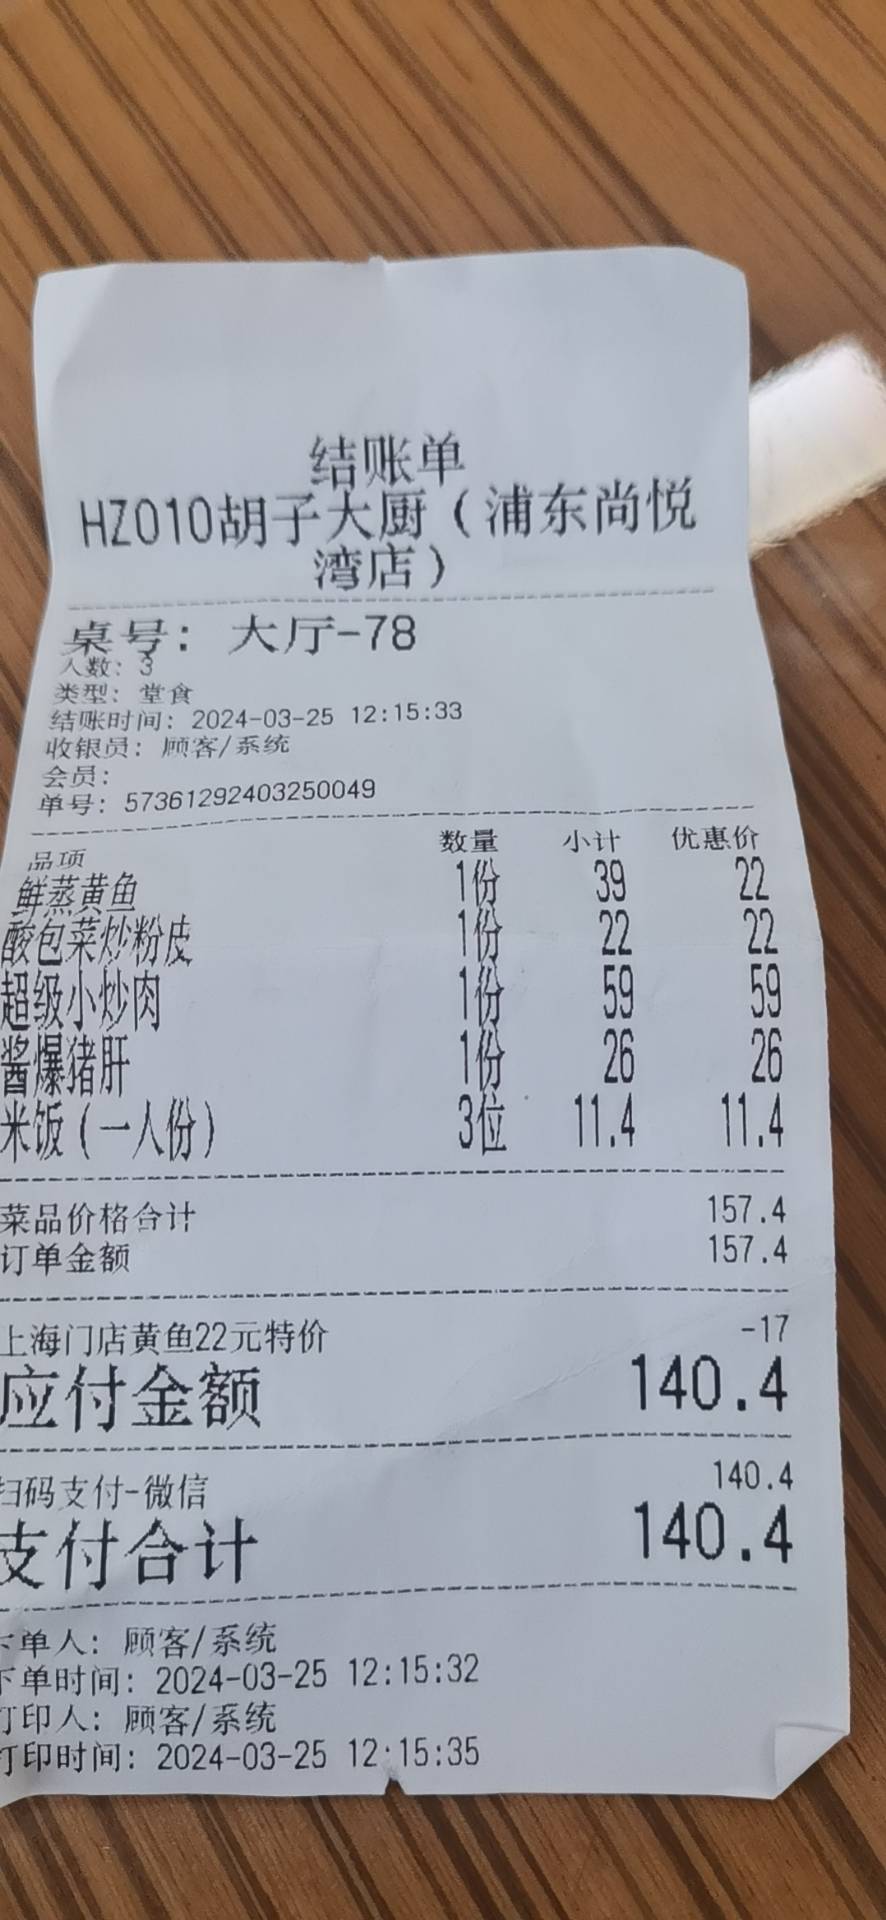 结账单
HZ010胡子大厨（浦东尚悦
湾店）
桌号：大厅-78
人数：3
类型：堂食
结账时间：2024-03-25 12:15:33
收银员：顾客/系统
会员：
单号：57361292403250049
品项 数量 小计 优惠价
鲜蒸黄鱼 1份 39 22
酸包菜炒粉皮 1份 22 22
超级小炒肉 1份 59 59
酱爆猪肝 1份 26 26
米饭（一人份） 3位 11.4 11.4
菜品价格合计 157.4
订单金额 157.4
上海门店黄鱼22元特价 -17
应付金额 140.4
扫码支付-微信 140.4
支付合计 140.4
下单人：顾客/系统
下单时间：2024-03-25 12:15:32
打印人：顾客/系统
打印时间：2024-03-25 12:15:35